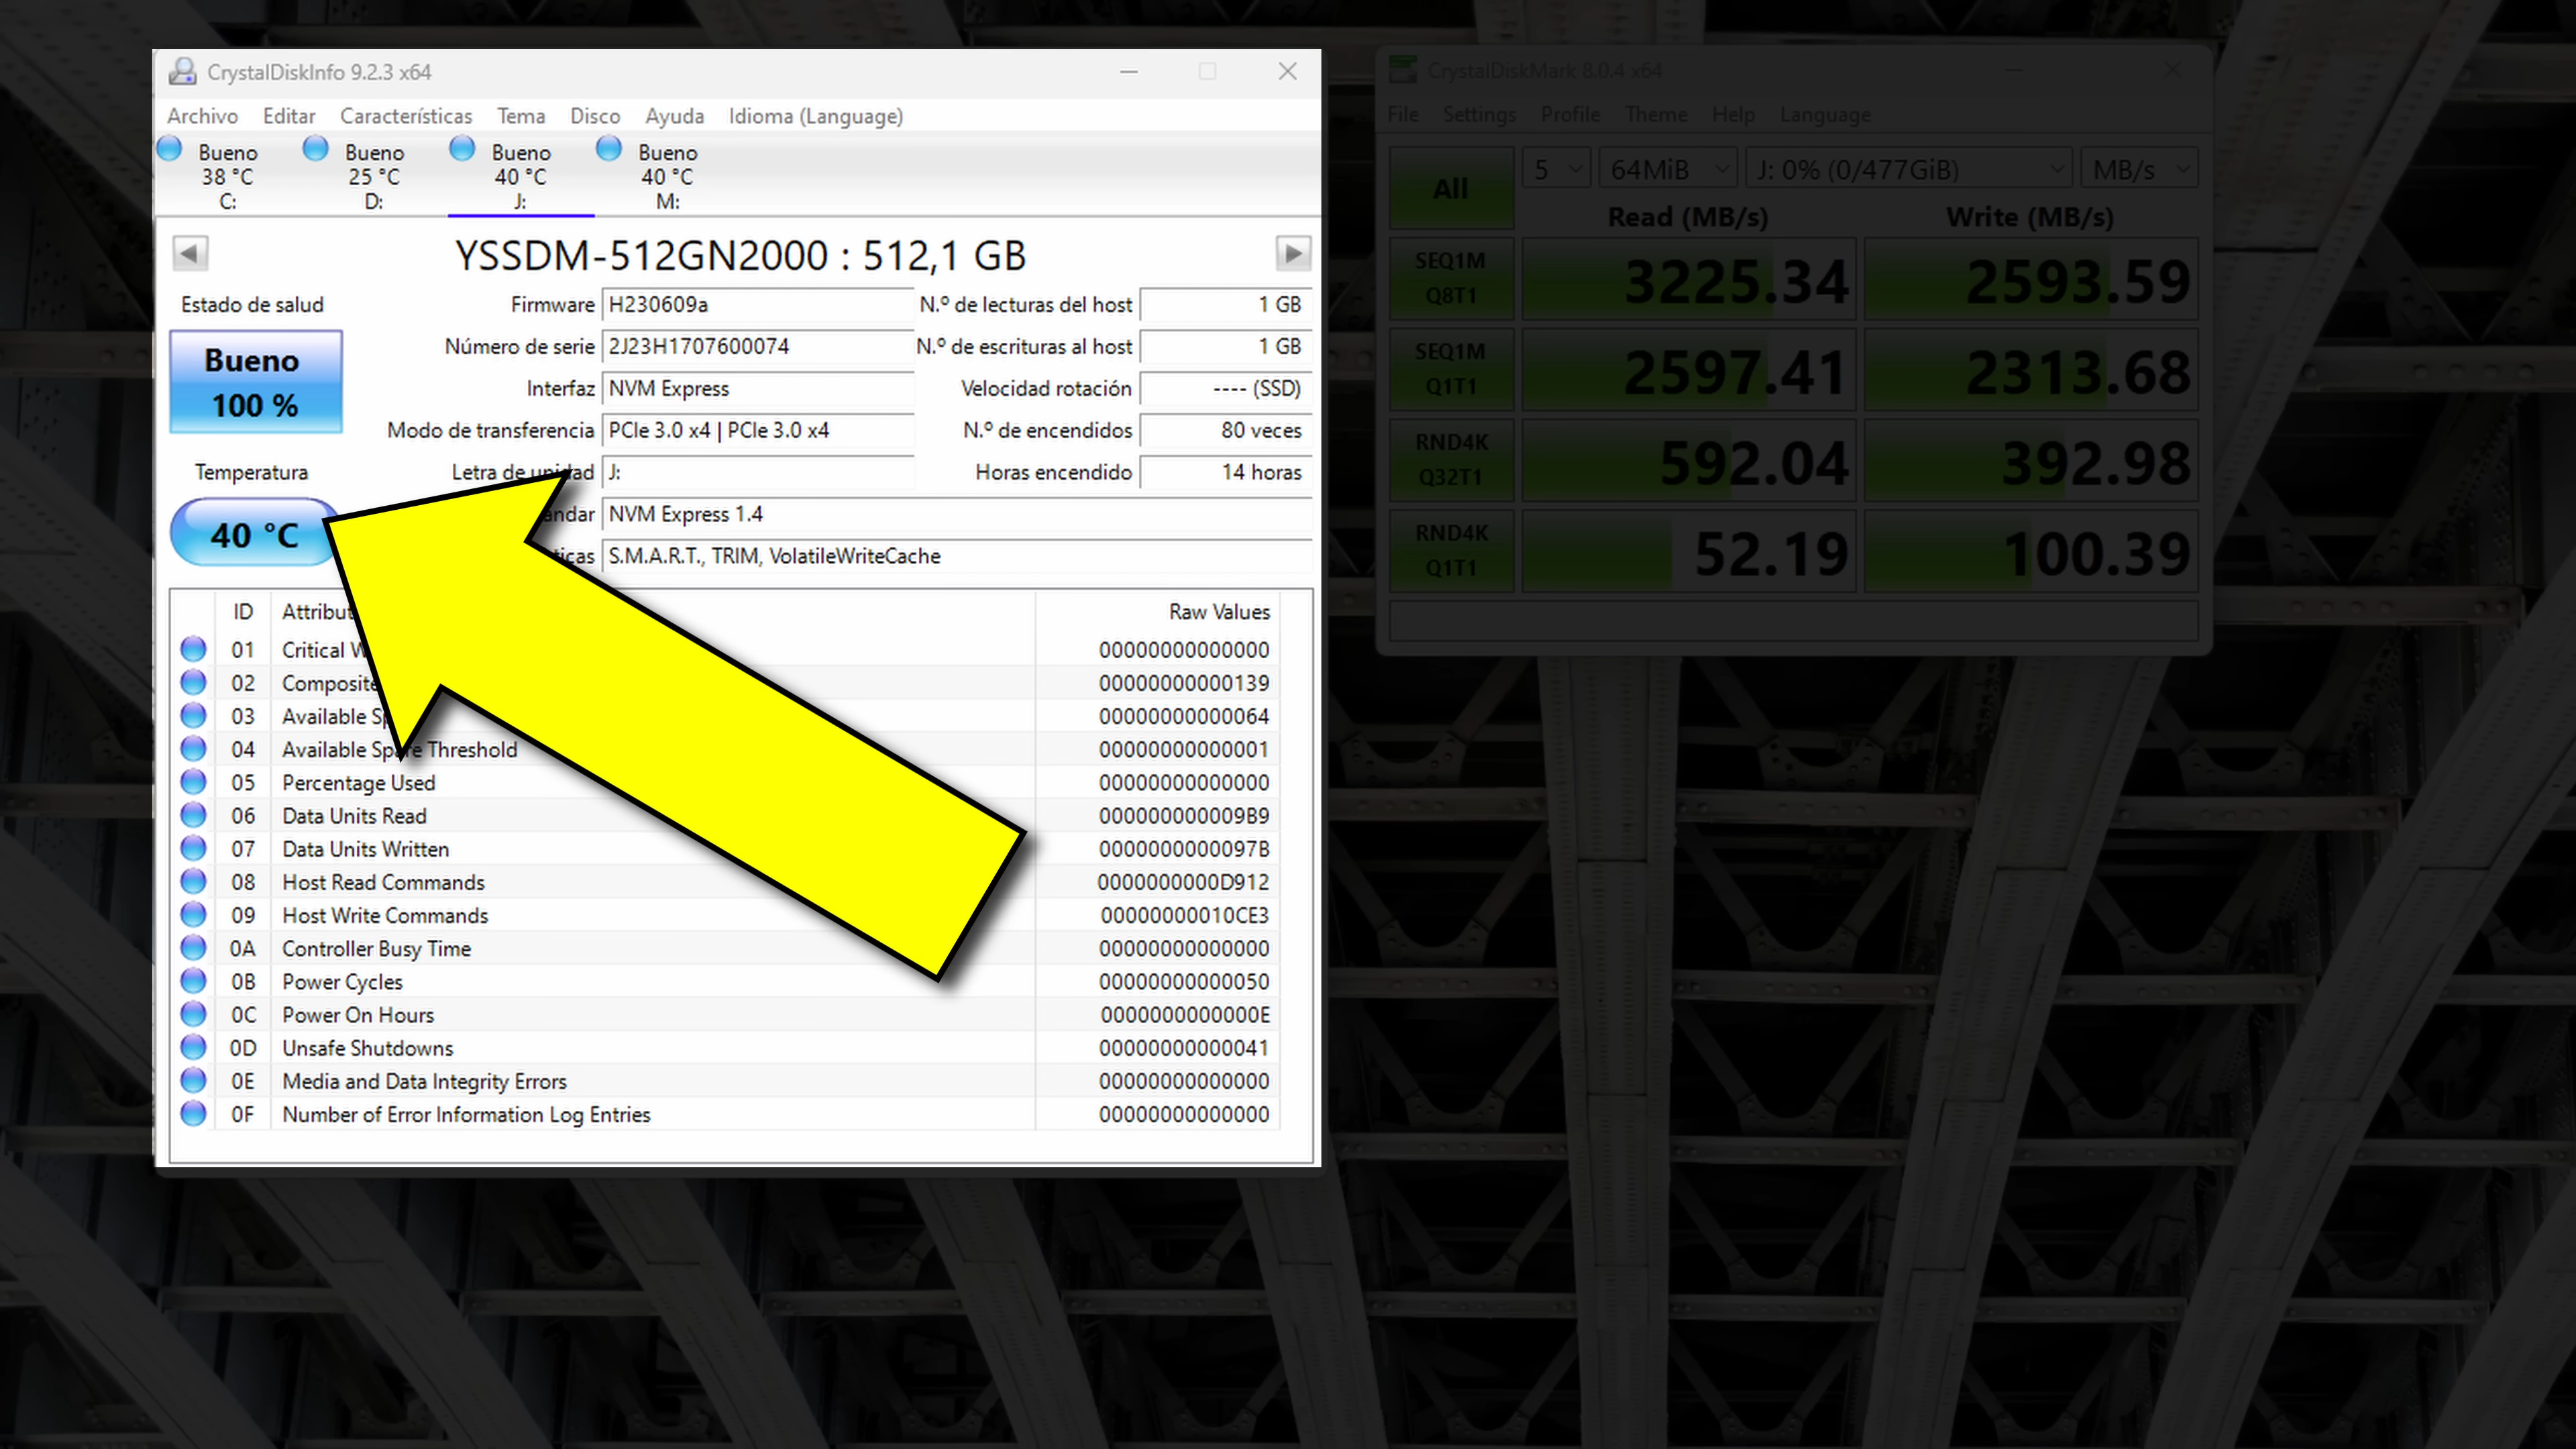 CrystalDiskInfo 9.2.3 x64
Archivo Editar Características Tema Disco Ayuda Idioma (Language)
Bueno Bueno Bueno Bueno
38 °C 25 °C 40 °C 40 °C
C: D: J: M:
YSSDM-512GN2000 : 512,1 GB
Estado de salud
Bueno
100 %
Temperatura
40 °C
Firmware H230609a
Número de serie 2J23H1707600074
Interfaz NVM Express
Modo de transferencia PCIe 3.0 x4 | PCIe 3.0 x4
Letra de unidad J:
NVM Express 1.4
S.M.A.R.T., TRIM, VolatileWriteCache
N.º de lecturas del host 1 GB
N.º de escrituras al host 1 GB
Velocidad rotación ---- (SSD)
N.º de encendidos 80 veces
Horas encendido 14 horas
ID Attribut Raw Values
01 Critical W 00000000000000
02 Composite 00000000000139
03 Available Sp 00000000000064
04 Available Spare Threshold 00000000000001
05 Percentage Used 00000000000000
06 Data Units Read 000000000009B9
07 Data Units Written 0000000000097B
08 Host Read Commands 0000000000D912
09 Host Write Commands 00000000010CE3
0A Controller Busy Time 00000000000000
0B Power Cycles 00000000000050
0C Power On Hours 0000000000000E
0D Unsafe Shutdowns 00000000000041
0E Media and Data Integrity Errors 00000000000000
0F Number of Error Information Log Entries 00000000000000
CrystalDiskMark 8.0.4 x64
File Settings Profile Theme Help Language
All 5 64MiB J: 0% (0/477GiB) MB/s
Read (MB/s) Write (MB/s)
SEQ1M
Q8T1 3225.34 2593.59
SEQ1M
Q1T1 2597.41 2313.68
RND4K
Q32T1 592.04 392.98
RND4K
Q1T1 52.19 100.39